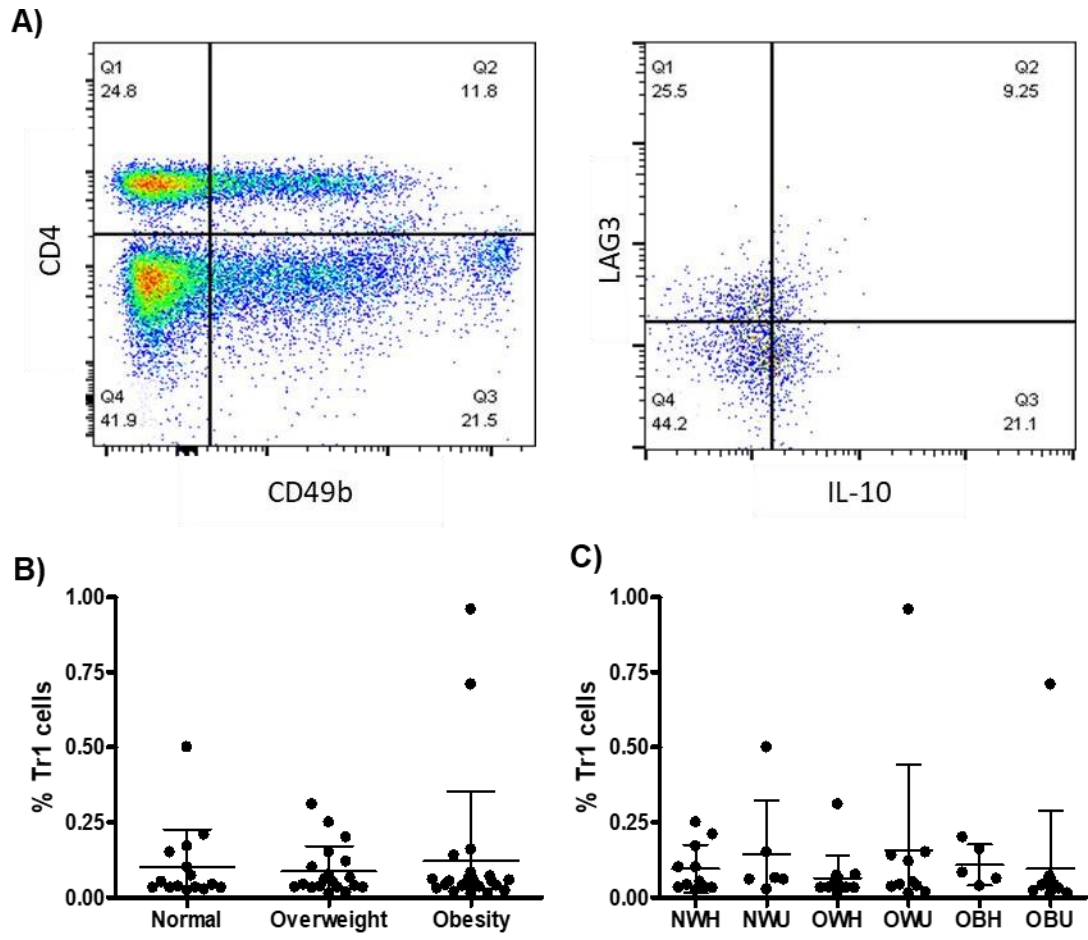 A)
Q1
24.8
Q2
11.8
Q4
41.9
Q3
21.5
CD4
CD49b
Q1
25.5
Q2
9.25
Q4
44.2
Q3
21.1
LAG3
IL-10
B)
1.00
0.75
0.50
0.25
0.00
% Tr1 cells
Normal Overweight Obesity
C)
1.00
0.75
0.50
0.25
0.00
% Tr1 cells
NWH NWU OWH OWU OBH OBU